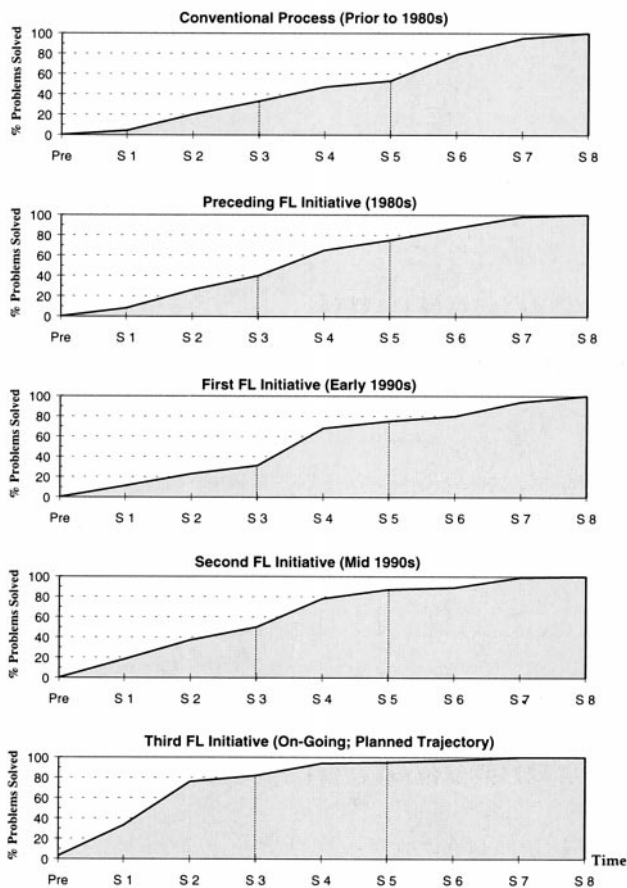 Conventional Process (Prior to 1980s)
% Problems Solved
100
80
60
40
20
0
Pre S 1 S 2 S 3 S 4 S 5 S 6 S 7 S 8
Preceding FL Initiative (1980s)
% Problems Solved
100
80
60
40
20
0
Pre S 1 S 2 S 3 S 4 S 5 S 6 S 7 S 8
First FL Initiative (Early 1990s)
% Problems Solved
100
80
60
40
20
0
Pre S 1 S 2 S 3 S 4 S 5 S 6 S 7 S 8
Second FL Initiative (Mid 1990s)
% Problems Solved
100
80
60
40
20
0
Pre S 1 S 2 S 3 S 4 S 5 S 6 S 7 S 8
Third FL Initiative (On-Going; Planned Trajectory)
% Problems Solved
100
80
60
40
20
0
Time
Pre S 1 S 2 S 3 S 4 S 5 S 6 S 7 S 8